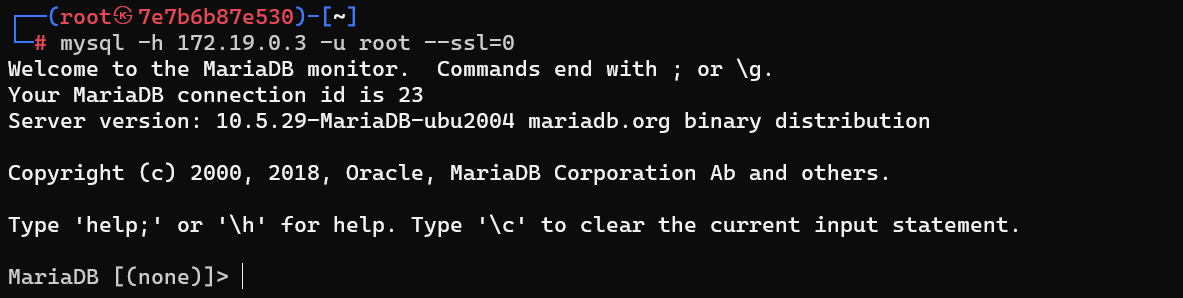 ┌──(root㉿7e7b6b87e530)-[~]
└─# mysql -h 172.19.0.3 -u root --ssl=0
Welcome to the MariaDB monitor.  Commands end with ; or \g.
Your MariaDB connection id is 23
Server version: 10.5.29-MariaDB-ubu2004 mariadb.org binary distribution
Copyright (c) 2000, 2018, Oracle, MariaDB Corporation Ab and others.
Type 'help;' or '\h' for help. Type '\c' to clear the current input statement.
MariaDB [(none)]>